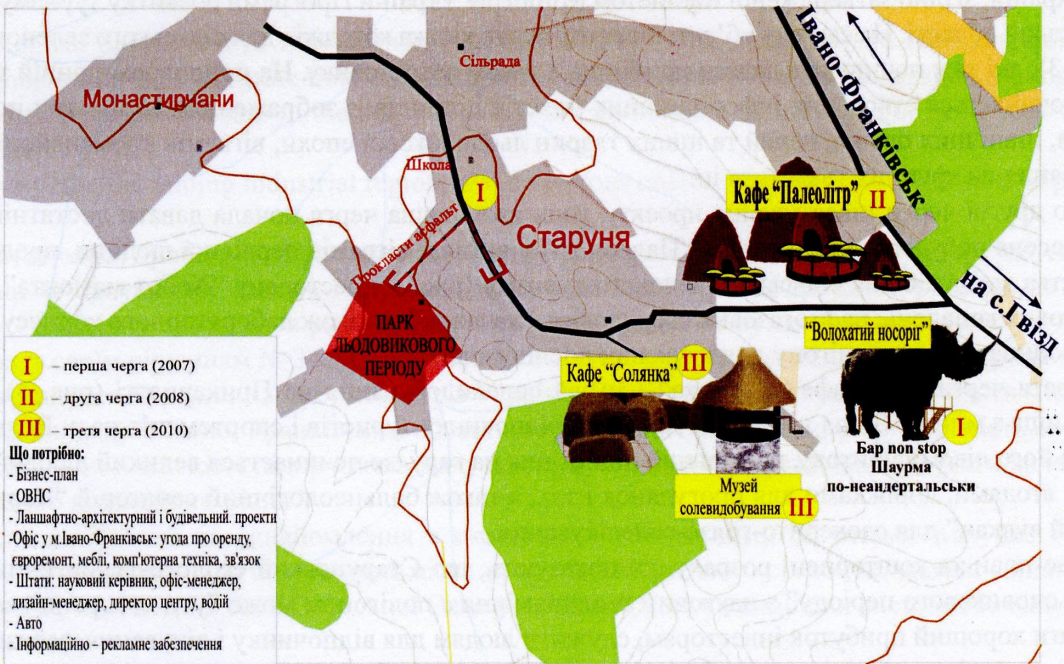 Монастирчани
Сільрада
Школа
Прокласти асфальт
I
Старуня
ПАРК
ЛЬОДОВИКОВОГО
ПЕРІОДУ
Івано-Франківськ
на с.Гвізд
Кафе “Палеолітр”
II
“Волохатий носоріг”
I
Бар non stop
Шаурма
по-неандертальськи
Кафе “Солянка”
III
Музей
солевидобування
III
I – перша черга (2007)
II – друга черга (2008)
III – третя черга (2010)
Що потрібно:
- Бізнес-план
- ОВНС
- Ланшафтно-архітектурний і будівельний. проекти
-Офіс у м.Івано-Франківськ: угода про оренду,
євроремонт, меблі, комп'ютерна техніка, зв'язок
- Штати: науковий керівник, офіс-менеджер,
дизайн-менеджер, директор центру, водій
- Авто
- Інформаційно – рекламне забезпечення